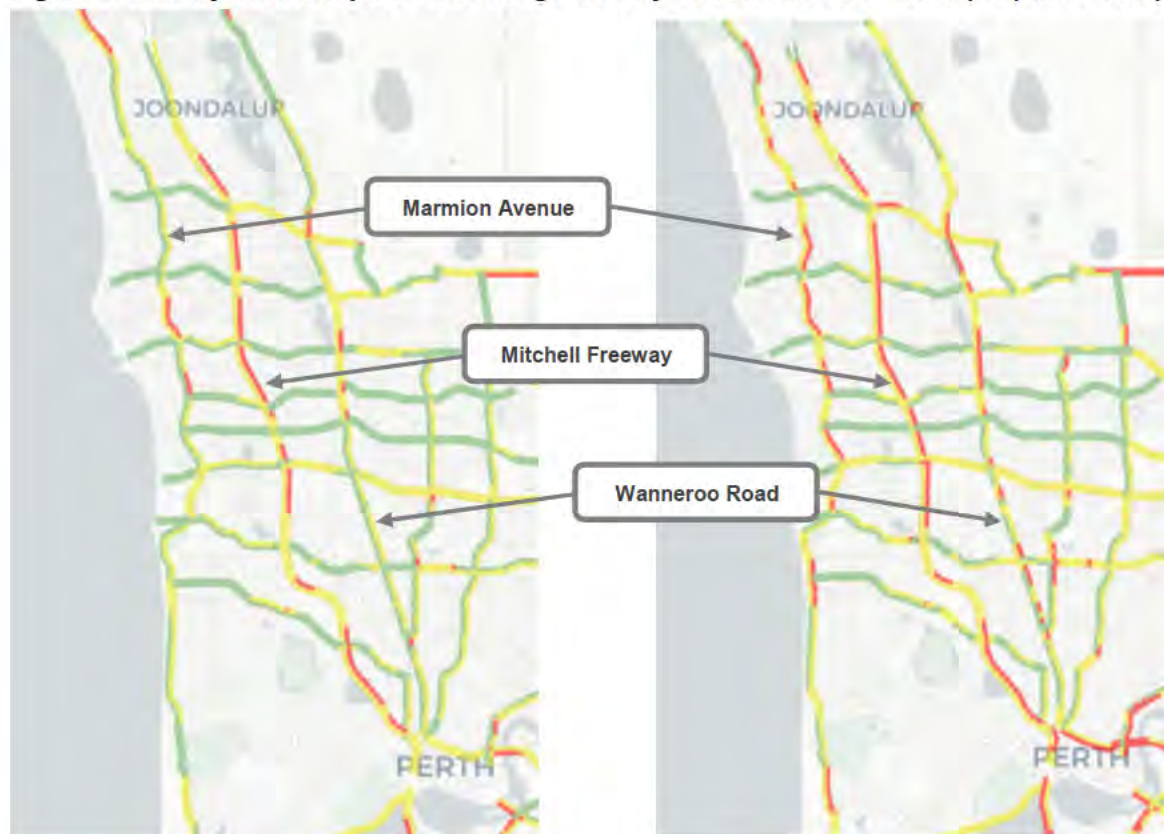 JOONDALUP
JOONDALUP
Marmion Avenue
Mitchell Freeway
Wanneroo Road
PERTH
PERTH